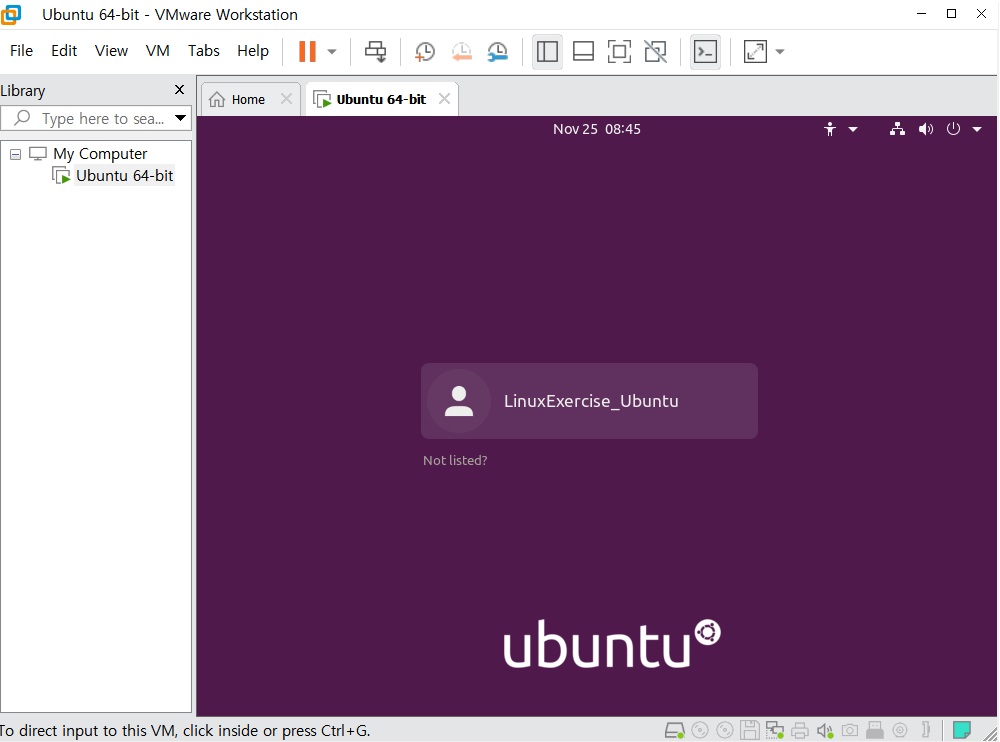 Ubuntu 64-bit - VMware Workstation
File Edit View VM Tabs Help
Library
Home
Ubuntu 64-bit
Type here to sea...
Nov 25 08:45
My Computer
Ubuntu 64-bit
LinuxExercise_Ubuntu
Not listed?
ubuntu
To direct input to this VM, click inside or press Ctrl+G.